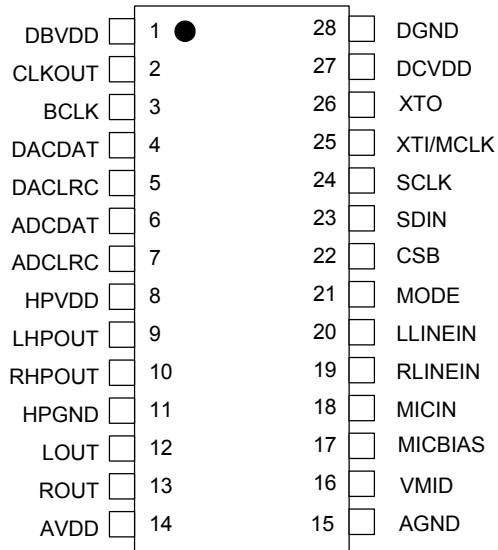 DBVDD 1 28 DGND
CLKOUT 2 27 DCVDD
BCLK 3 26 XTO
DACDAT 4 25 XTI/MCLK
DACLRC 5 24 SCLK
ADCDAT 6 23 SDIN
ADCLRC 7 22 CSB
HPVDD 8 21 MODE
LHPOUT 9 20 LLINEIN
RHPOUT 10 19 RLINEIN
HPGND 11 18 MICIN
LOUT 12 17 MICBIAS
ROUT 13 16 VMID
AVDD 14 15 AGND